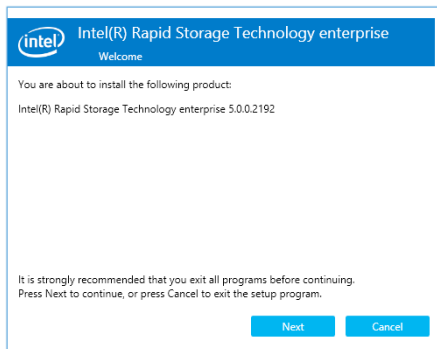 intel
Intel(R) Rapid Storage Technology enterprise
Welcome
You are about to install the following product:
Intel(R) Rapid Storage Technology enterprise 5.0.0.2192
It is strongly recommended that you exit all programs before continuing.
Press Next to continue, or press Cancel to exit the setup program.
Next Cancel